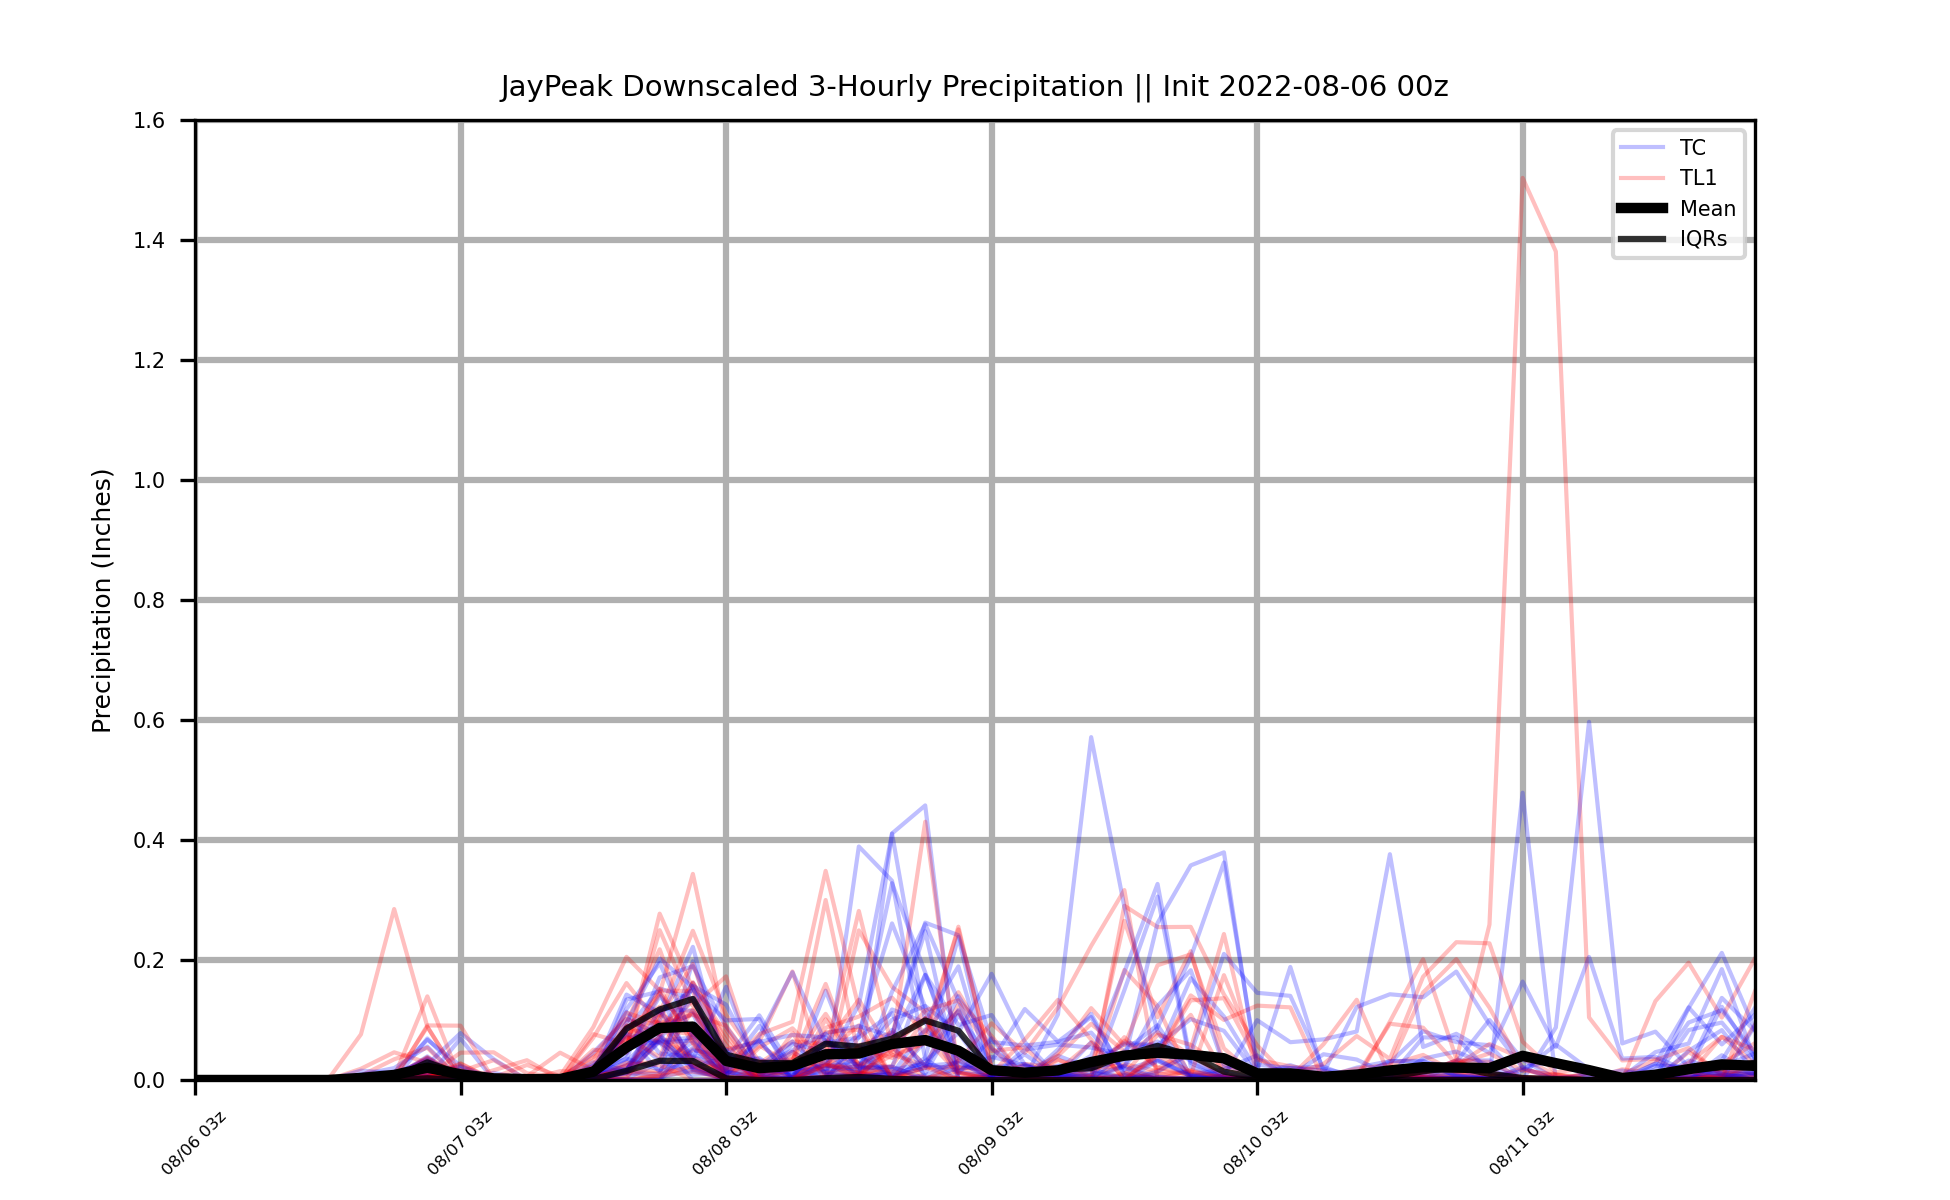 JayPeak Downscaled 3-Hourly Precipitation || Init 2022-08-06 00z
1.6
1.4
1.2
1.0
0.8
0.6
0.4
0.2
0.0
Precipitation (Inches)
TC
TL1
Mean
IQRs
08/06 03z
08/07 03z
08/08 03z
08/09 03z
08/10 03z
08/11 03z